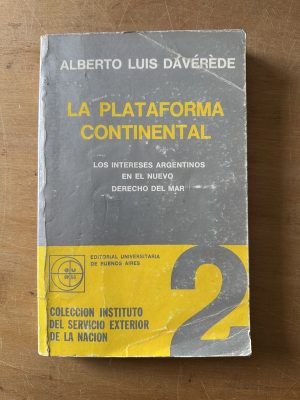 ALBERTO LUIS DAVÉRÈDE
LA PLATAFORMA
CONTINENTAL
LOS INTERESES ARGENTINOS
EN EL NUEVO
DERECHO DEL MAR
EDITORIAL UNIVERSITARIA
DE BUENOS AIRES
2
COLECCION INSTITUTO
DEL SERVICIO EXTERIOR
DE LA NACION